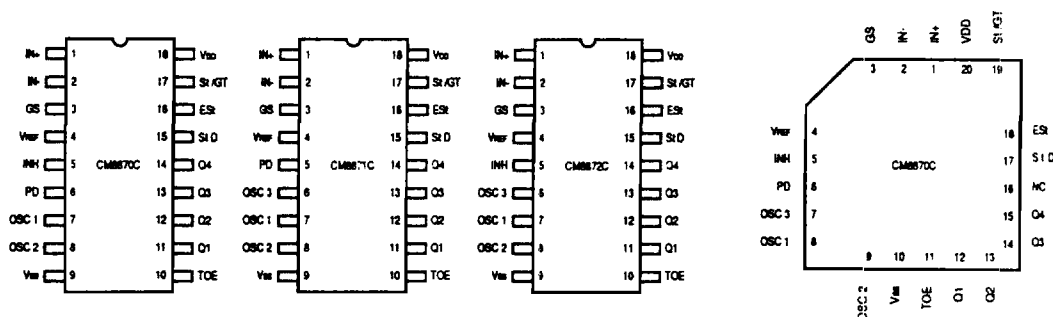 IN+ 1 18 VDD
IN- 2 17 St/GT
GS 3 16 ESt
VREF 4 15 StD
INH 5 CM8870C 14 Q4
PD 6 13 Q3
OSC 1 7 12 Q2
OSC 2 8 11 Q1
VSS 9 10 TOE
IN+ 1 18 VDD
IN- 2 17 St/GT
GS 3 16 ESt
VREF 4 15 StD
PD 5 CM8871C 14 Q4
OSC 3 6 13 Q3
OSC 1 7 12 Q2
OSC 2 8 11 Q1
VSS 9 10 TOE
IN+ 1 18 VDD
IN- 2 17 St/GT
GS 3 16 ESt
VREF 4 15 StD
INH 5 CM8872C 14 Q4
OSC 3 6 13 Q3
OSC 1 7 12 Q2
OSC 2 8 11 Q1
VSS 9 10 TOE
GS IN- IN+ VDD St/GT
3 2 1 20 19
VREF 4 18 ESt
INH 5 CM8870C 17 StD
PD 6 16 NC
OSC 3 7 15 Q4
OSC 1 8 14 Q3
9 10 11 12 13
OSC 2 VSS TOE Q1 Q2